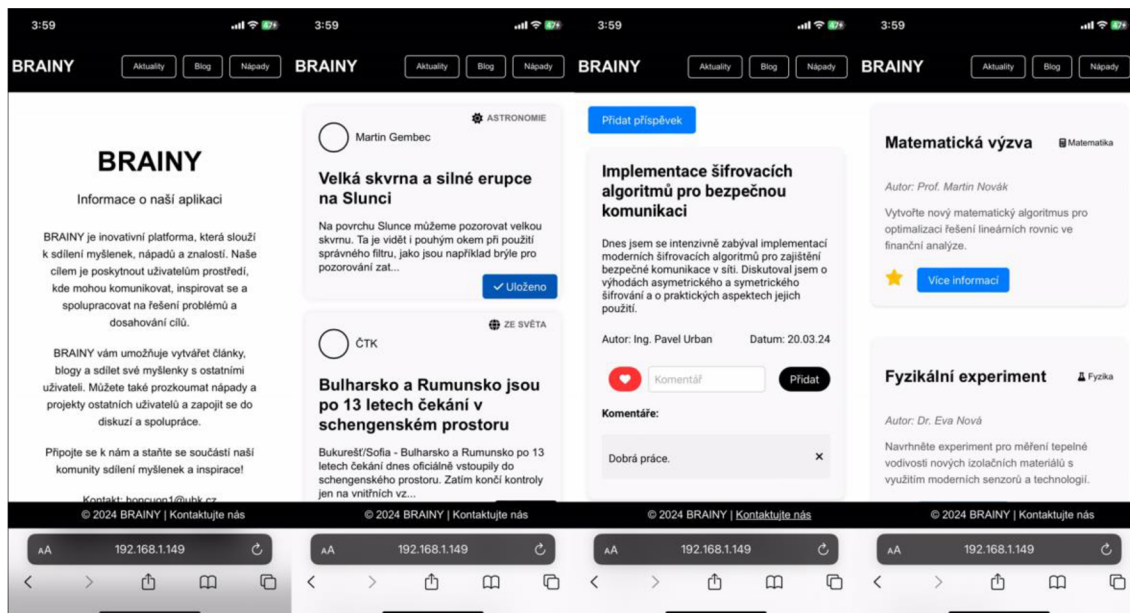 3:59
47
BRAINY
Aktuality
Blog
Nápady
BRAINY
Informace o naší aplikaci
BRAINY je inovativní platforma, která slouží
k sdílení myšlenek, nápadů a znalostí. Naše
cílem je poskytnout uživatelům prostředí,
kde mohou komunikovat, inspirovat se a
spolupracovat na řešení problémů a
dosahování cílů.
BRAINY vám umožňuje vytvářet články,
blogy a sdílet své myšlenky s ostatními
uživateli. Můžete také prozkoumat nápady a
projekty ostatních uživatelů a zapojit se do
diskuzí a spolupráce.
Připojte se k nám a staňte se součástí naší
komunity sdílení myšlenek a inspirace!
Kontakt: honcupn1@uhk.cz
© 2024 BRAINY | Kontaktujte nás
AA
192.168.1.149
3:59
47
BRAINY
Aktuality
Blog
Nápady
ASTRONOMIE
Martin Gembec
Velká skvrna a silné erupce
na Slunci
Na povrchu Slunce můžeme pozorovat velkou
skvrnu. Ta je vidět i pouhým okem při použití
správného filtru, jako jsou například brýle pro
pozorování zat...
Uloženo
ZE SVĚTA
ČTK
Bulharsko a Rumunsko jsou
po 13 letech čekání v
schengenském prostoru
Bukurešť/Sofia - Bulharsko a Rumunsko po 13
letech čekání dnes oficiálně vstoupily do
schengenského prostoru. Zatím končí kontroly
jen na vnitřních vz...
© 2024 BRAINY | Kontaktujte nás
AA
192.168.1.149
3:59
47
BRAINY
Aktuality
Blog
Nápady
Přidat příspěvek
Implementace šifrovacích
algoritmů pro bezpečnou
komunikaci
Dnes jsem se intenzivně zabýval implementací
moderních šifrovacích algoritmů pro zajištění
bezpečné komunikace v síti. Diskutoval jsem o
výhodách asymetrického a symetrického
šifrování a o praktických aspektech jejich
použití.
Autor: Ing. Pavel Urban
Datum: 20.03.24
Komentář
Přidat
Komentáře:
Dobrá práce.
© 2024 BRAINY | Kontaktujte nás
AA
192.168.1.149
3:59
47
BRAINY
Aktuality
Blog
Nápady
Matematická výzva
Matematika
Autor: Prof. Martin Novák
Vytvořte nový matematický algoritmus pro
optimalizaci řešení lineárních rovnic ve
finanční analýze.
Více informací
Fyzikální experiment
Fyzika
Autor: Dr. Eva Nová
Navrhněte experiment pro měření tepelné
vodivosti nových izolačních materiálů s
využitím moderních senzorů a technologií.
© 2024 BRAINY | Kontaktujte nás
AA
192.168.1.149